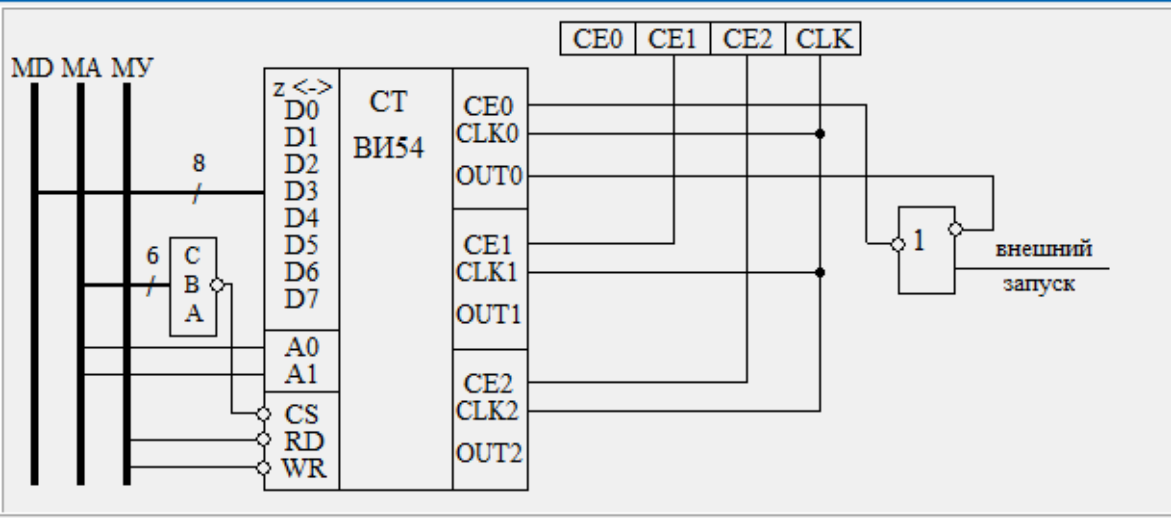 CE0 CE1 CE2 CLK
MD MA МУ
z <->
D0
D1
D2
D3
D4
D5
D6
D7
A0
A1
CS
RD
WR
CT
ВИ54
CE0
CLK0
OUT0
CE1
CLK1
OUT1
CE2
CLK2
OUT2
8
/
6
/
C
B
A
1
внешний
запуск